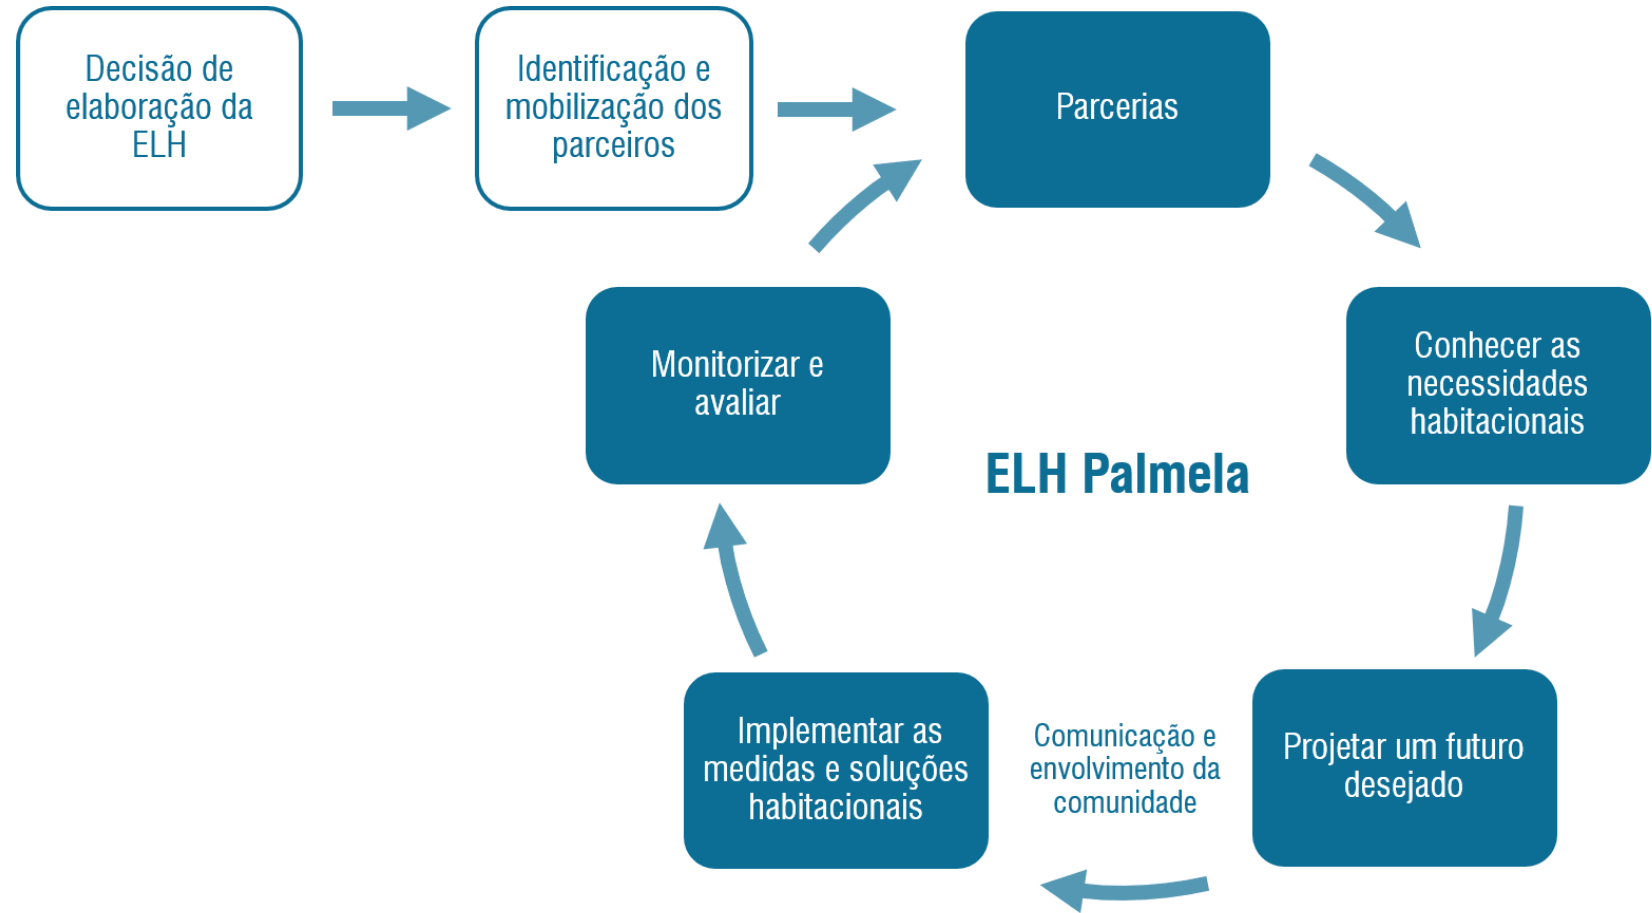 Decisão de
elaboração da
ELH
Identificação e
mobilização dos
parceiros
Parcerias
Conhecer as
necessidades
habitacionais
Monitorizar e
avaliar
ELH Palmela
Projetar um futuro
desejado
Comunicação e
envolvimento da
comunidade
Implementar as
medidas e soluções
habitacionais